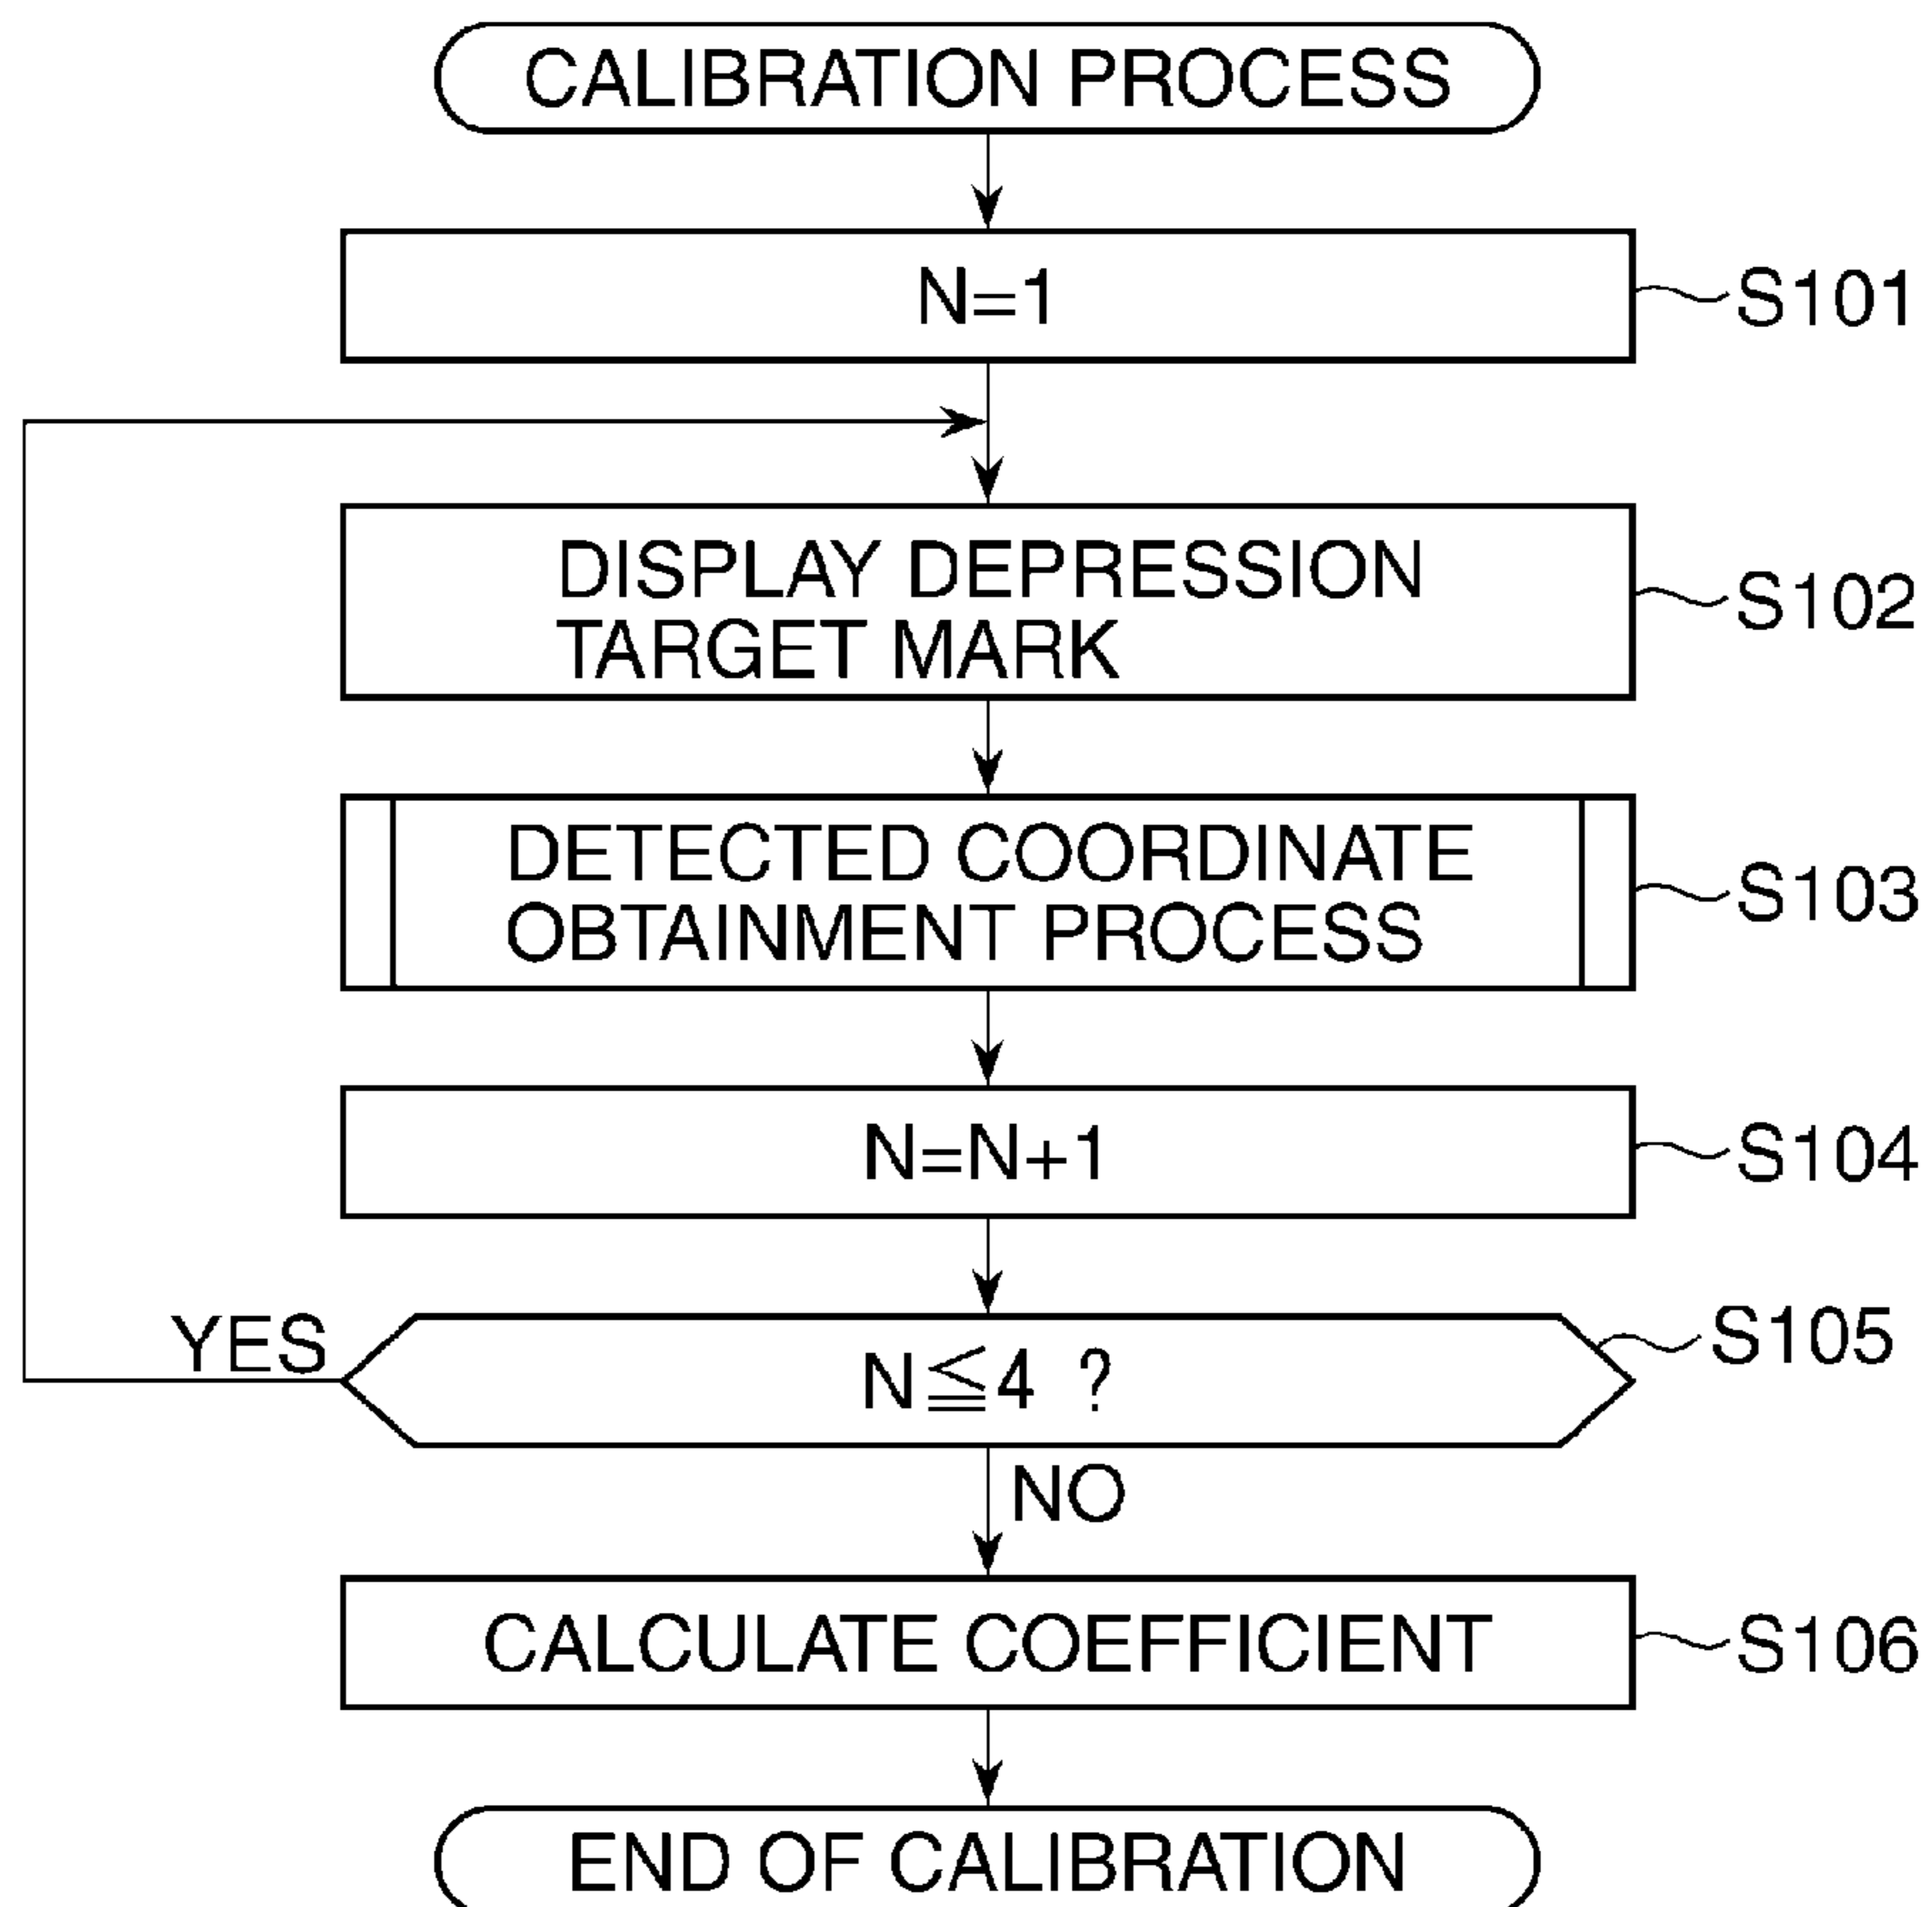 CALIBRATION PROCESS
N=1
S101
DISPLAY DEPRESSION
TARGET MARK
S102
DETECTED COORDINATE
OBTAINMENT PROCESS
S103
N=N+1
S104
YES
N≦4 ?
S105
NO
CALCULATE COEFFICIENT
S106
END OF CALIBRATION